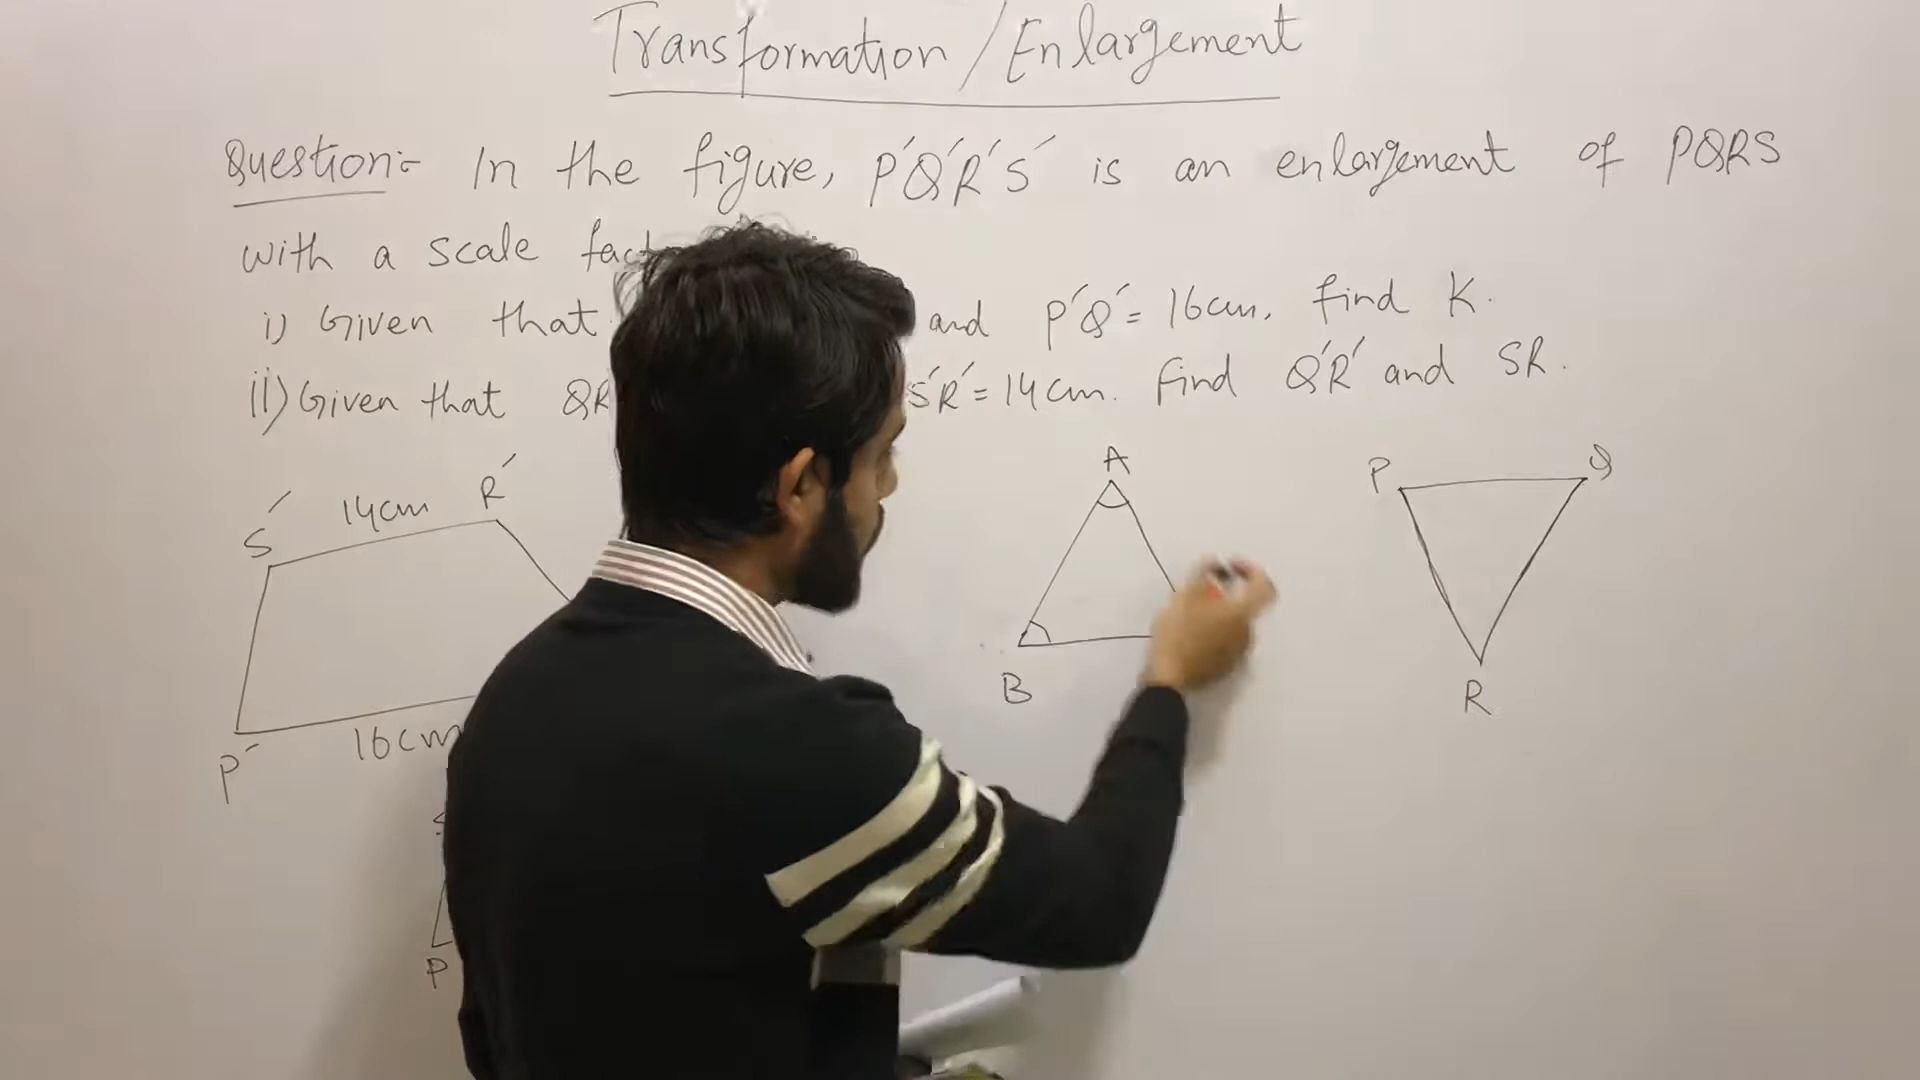 Transformation/Enlargement
Question:- In the figure, P'Q'R'S' is an enlargement of PQRS
with a scale
i) Given that and P'Q' = 16cm, find K.
ii) Given that QR S'R' = 14cm. Find Q'R' and SR.
A
P Q
S' 14cm R'
B R
P' 16cm
P